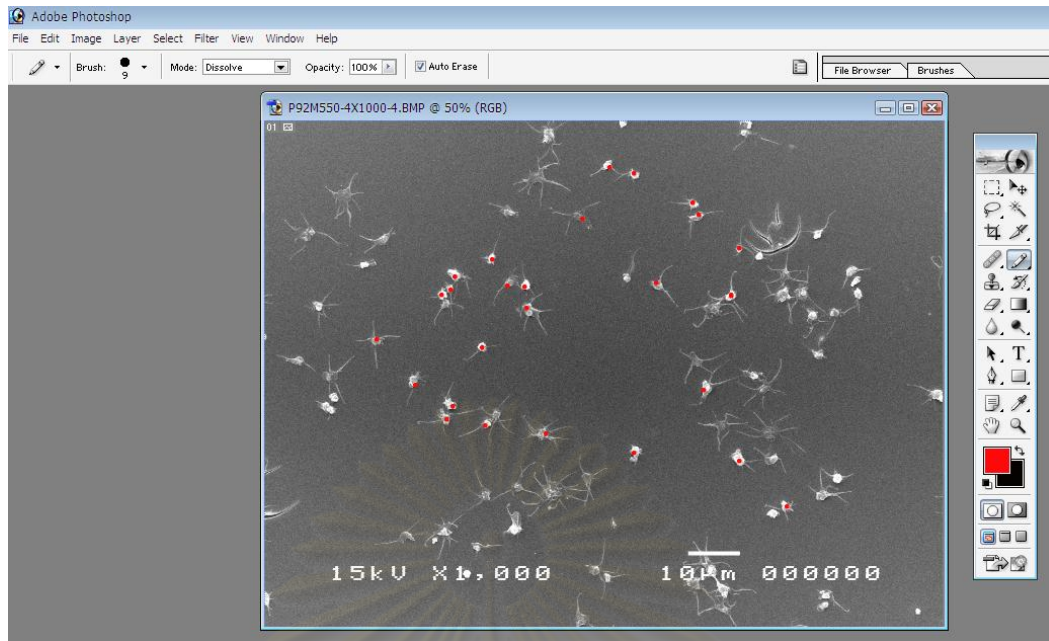 Adobe Photoshop
File Edit Image Layer Select Filter View Window Help
Brush: 9 Mode: Dissolve Opacity: 100% Auto Erase File Browser Brushes
P92M550-4X1000-4.BMP @ 50% (RGB)
01
15kV X1,000 10μm 000000